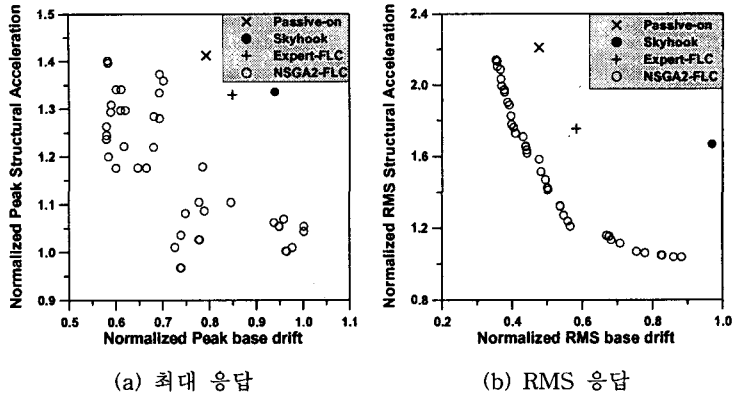 1.5
1.4
1.3
1.2
1.1
1.0
0.9
Normalized Peak Structural Acceleration
Passive-on
Skyhook
Expert-FLC
NSGA2-FLC
0.5 0.6 0.7 0.8 0.9 1.0 1.1
Normalized Peak base drift
(a) 최대 응답
2.4
2.0
1.6
1.2
0.8
Normalized RMS Structural Acceleration
Passive-on
Skyhook
Expert-FLC
NSGA2-FLC
0.2 0.4 0.6 0.8 1.0
Normalized RMS base drift
(b) RMS 응답